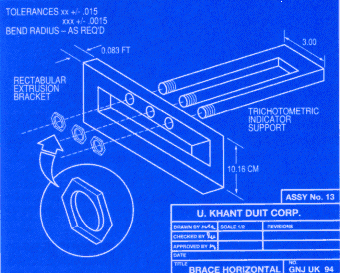 TOLERANCES xx +/- .015
xxx +/- .0015
BEND RADIUS – AS REQ'D
0.083 FT
3.00
RECTABULAR
EXTRUSION
BRACKET
TRICHOTOMETRIC
INDICATOR
SUPPORT
10.16 CM
ASSY No. 13
U. KHANT DUIT CORP.
DRAWN BY SCALE REVISIONS
CHECKED BY
APPROVED BY
DATE
TITLE NO.
BRACE HORIZONTAL GNJ UK 94